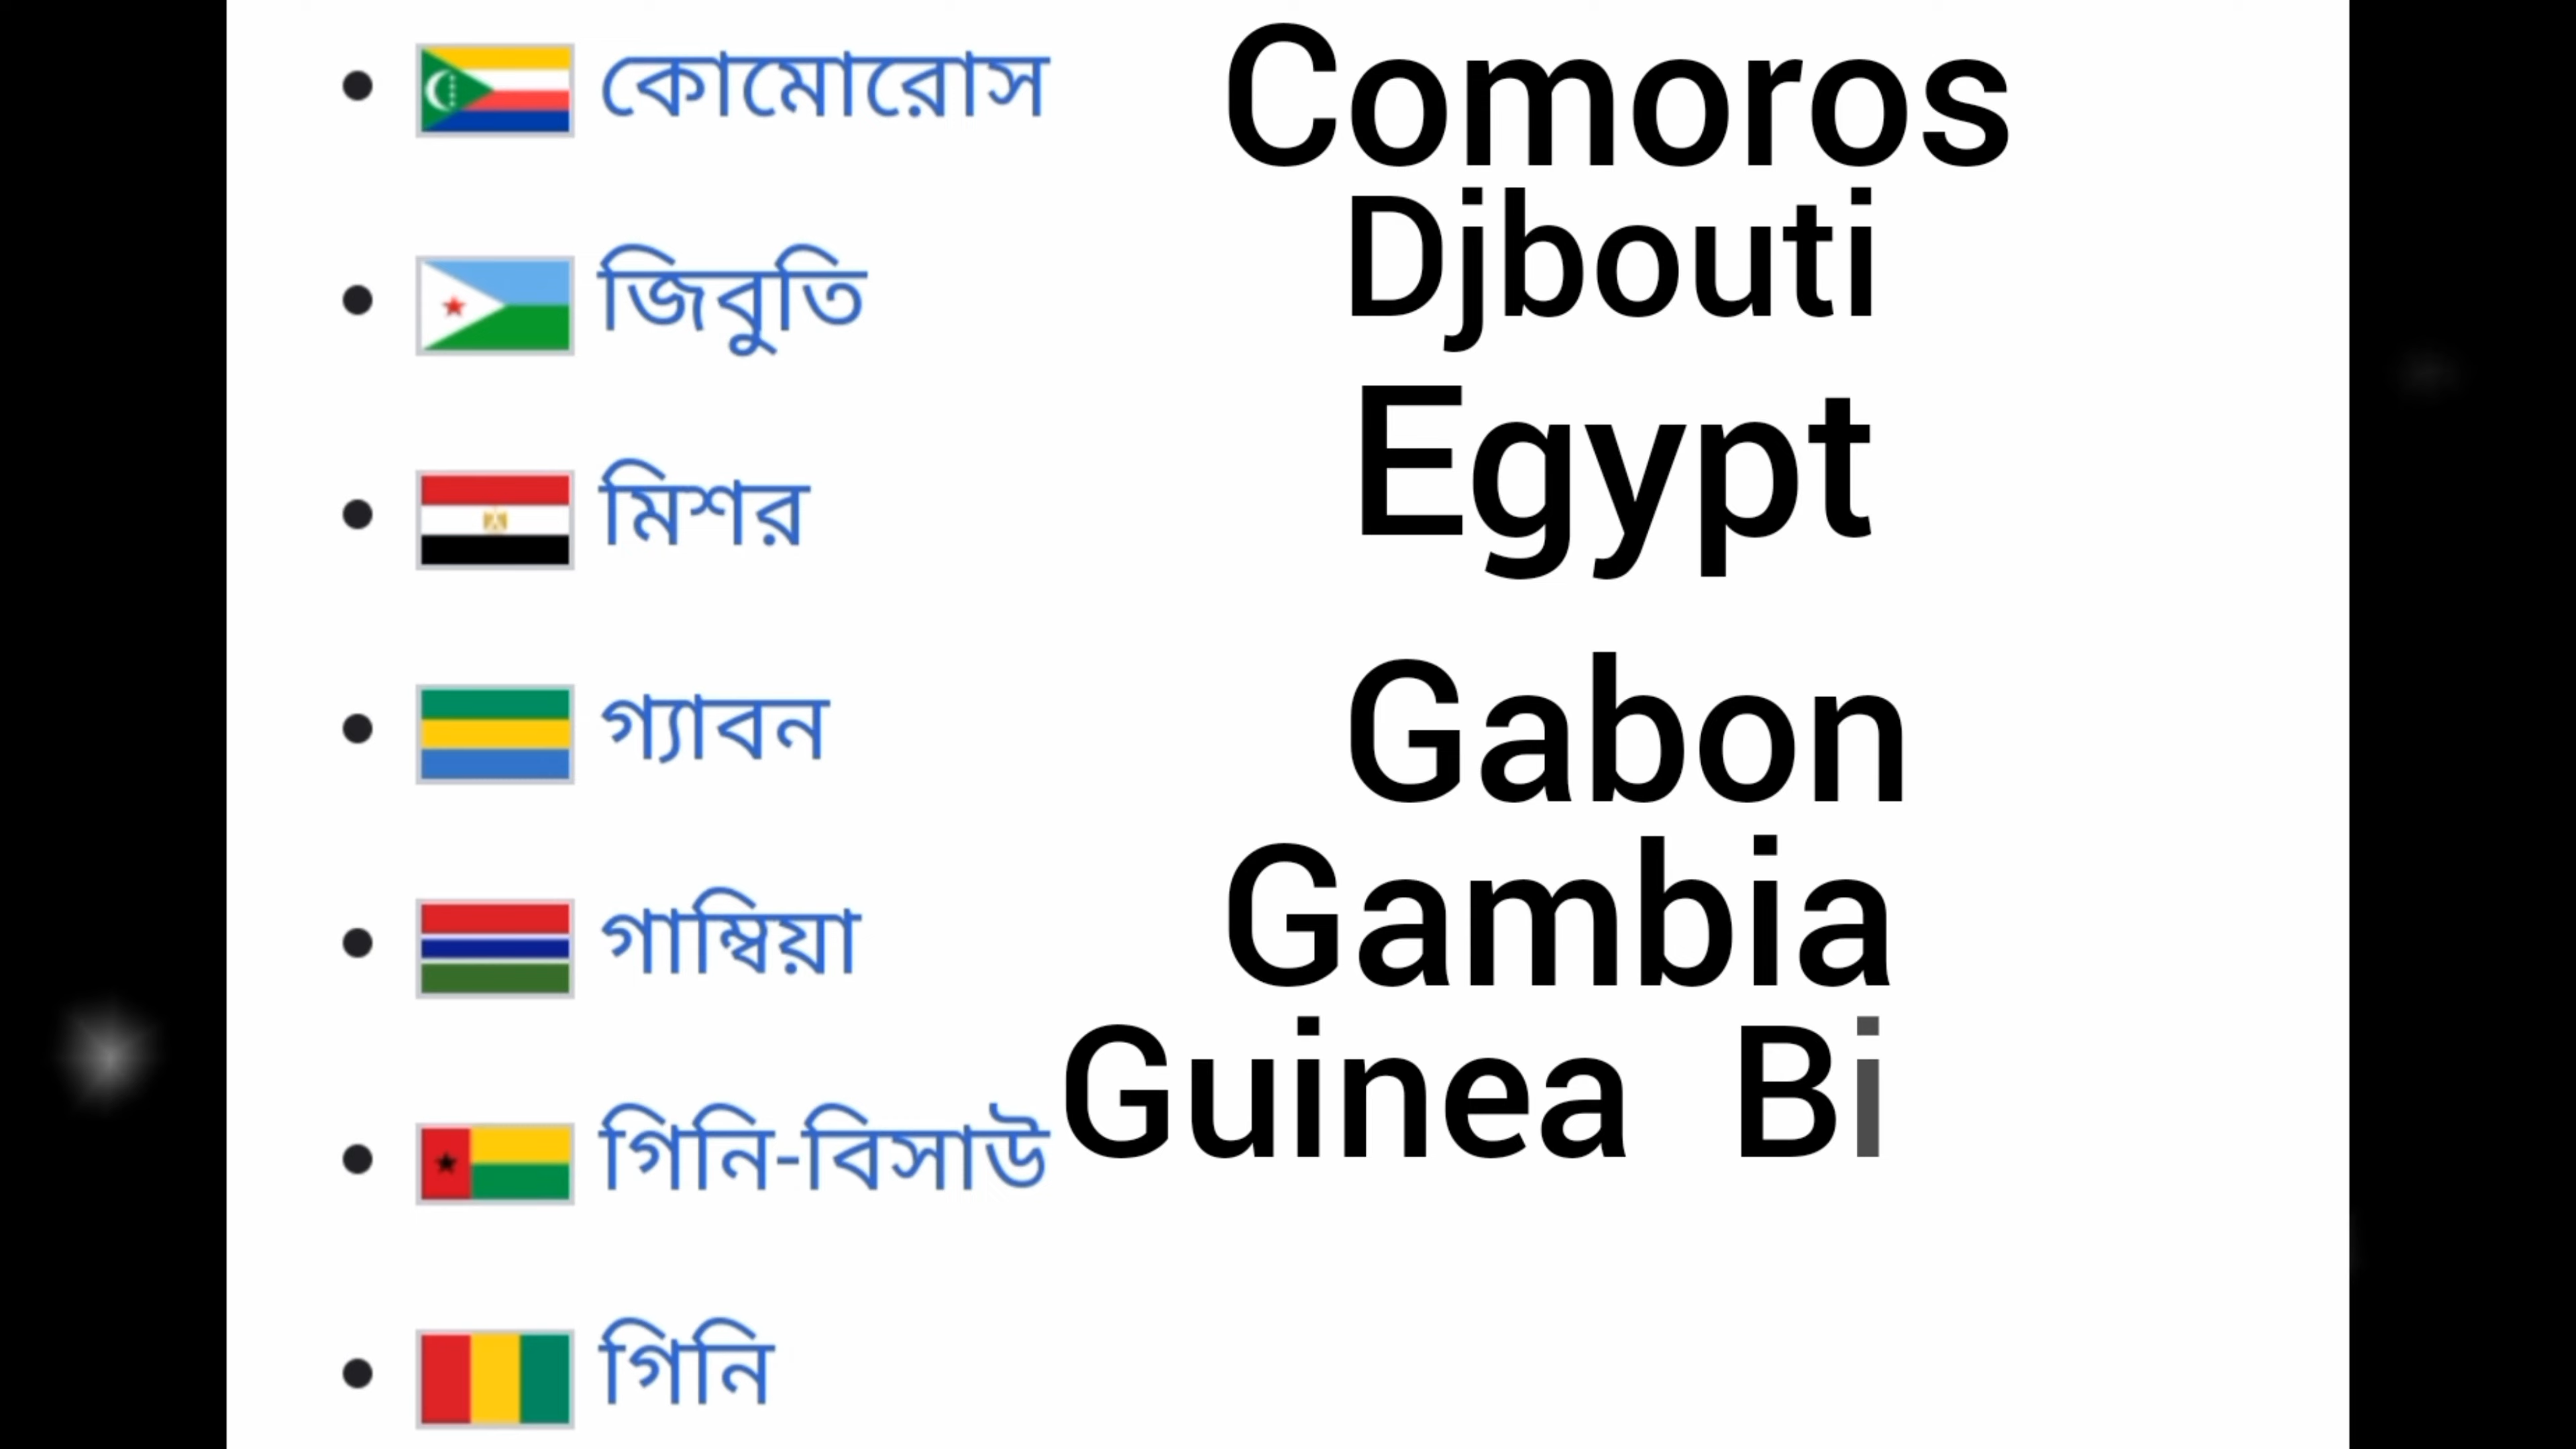 কোমোরোস Comoros
জিবুতি Djbouti
মিশর Egypt
গ্যাবন Gabon
গাম্বিয়া Gambia
গিনি-বিসাউ Guinea Bi
গিনি